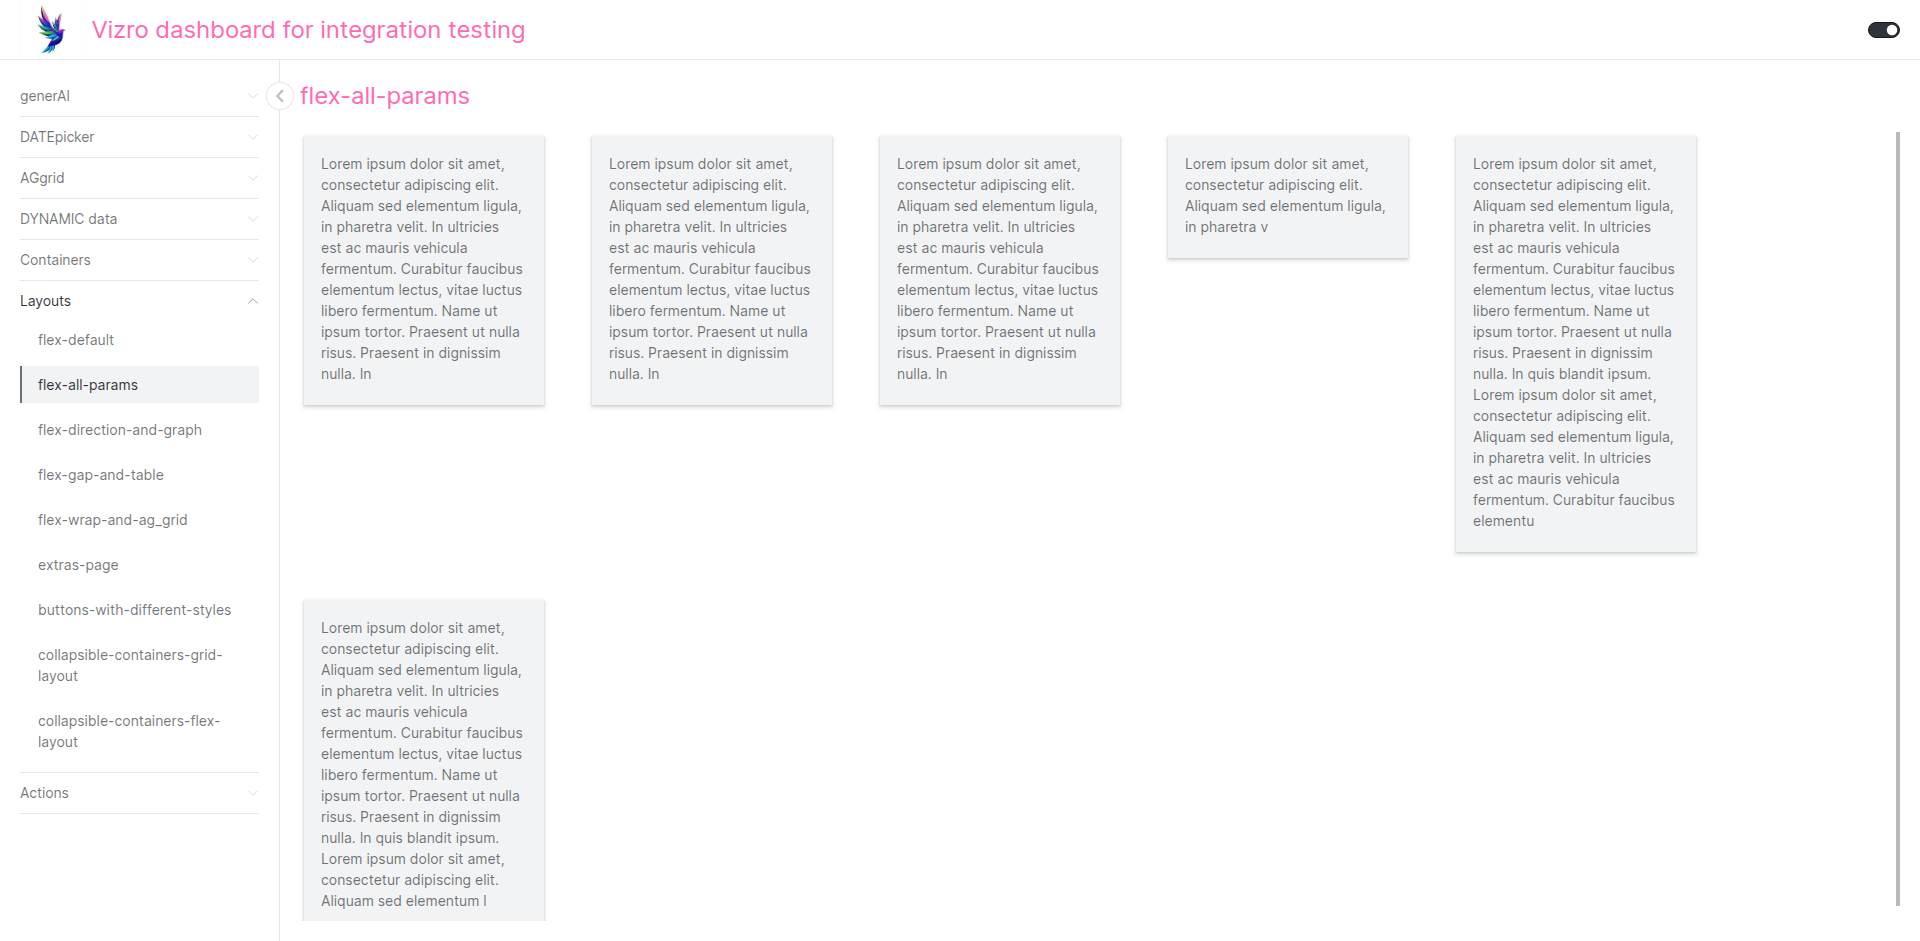 Vizro dashboard for integration testing
generAI
DATEpicker
AGgrid
DYNAMIC data
Containers
Layouts
flex-default
flex-all-params
flex-direction-and-graph
flex-gap-and-table
flex-wrap-and-ag_grid
extras-page
buttons-with-different-styles
collapsible-containers-grid-
layout
collapsible-containers-flex-
layout
Actions
flex-all-params
Lorem ipsum dolor sit amet,
consectetur adipiscing elit.
Aliquam sed elementum ligula,
in pharetra velit. In ultricies
est ac mauris vehicula
fermentum. Curabitur faucibus
elementum lectus, vitae luctus
libero fermentum. Name ut
ipsum tortor. Praesent ut nulla
risus. Praesent in dignissim
nulla. In
Lorem ipsum dolor sit amet,
consectetur adipiscing elit.
Aliquam sed elementum ligula,
in pharetra velit. In ultricies
est ac mauris vehicula
fermentum. Curabitur faucibus
elementum lectus, vitae luctus
libero fermentum. Name ut
ipsum tortor. Praesent ut nulla
risus. Praesent in dignissim
nulla. In
Lorem ipsum dolor sit amet,
consectetur adipiscing elit.
Aliquam sed elementum ligula,
in pharetra velit. In ultricies
est ac mauris vehicula
fermentum. Curabitur faucibus
elementum lectus, vitae luctus
libero fermentum. Name ut
ipsum tortor. Praesent ut nulla
risus. Praesent in dignissim
nulla. In
Lorem ipsum dolor sit amet,
consectetur adipiscing elit.
Aliquam sed elementum ligula,
in pharetra v
Lorem ipsum dolor sit amet,
consectetur adipiscing elit.
Aliquam sed elementum ligula,
in pharetra velit. In ultricies
est ac mauris vehicula
fermentum. Curabitur faucibus
elementum lectus, vitae luctus
libero fermentum. Name ut
ipsum tortor. Praesent ut nulla
risus. Praesent in dignissim
nulla. In quis blandit ipsum.
Lorem ipsum dolor sit amet,
consectetur adipiscing elit.
Aliquam sed elementum ligula,
in pharetra velit. In ultricies
est ac mauris vehicula
fermentum. Curabitur faucibus
elementu
Lorem ipsum dolor sit amet,
consectetur adipiscing elit.
Aliquam sed elementum ligula,
in pharetra velit. In ultricies
est ac mauris vehicula
fermentum. Curabitur faucibus
elementum lectus, vitae luctus
libero fermentum. Name ut
ipsum tortor. Praesent ut nulla
risus. Praesent in dignissim
nulla. In quis blandit ipsum.
Lorem ipsum dolor sit amet,
consectetur adipiscing elit.
Aliquam sed elementum l